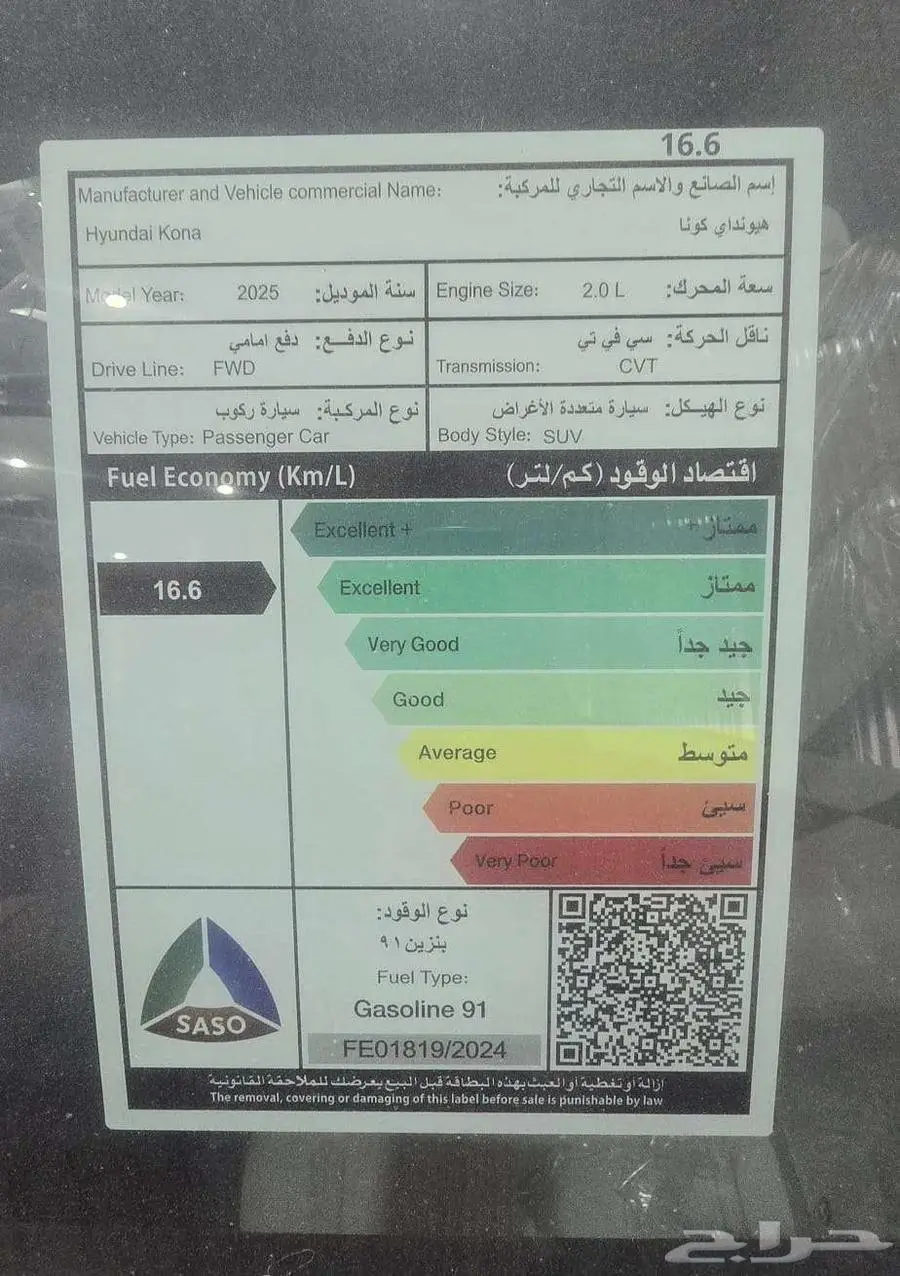 16.6
Manufacturer and Vehicle commercial Name: إسم الصانع والاسم التجاري للمركبة:
Hyundai Kona هيونداي كونا
Model Year: 2025 سنة الموديل:
Engine Size: 2.0 L سعة المحرك:
نوع الدفع: دفع امامي
Drive Line: FWD
ناقل الحركة: سي في تي
Transmission: CVT
نوع المركبة: سيارة ركوب
Vehicle Type: Passenger Car
نوع الهيكل: سيارة متعددة الأغراض
Body Style: SUV
Fuel Economy (Km/L) اقتصاد الوقود (كم/لتر)
Excellent + ممتاز +
16.6
Excellent ممتاز
Very Good جيد جداً
Good جيد
Average متوسط
Poor سيئ
Very Poor سيئ جداً
SASO
نوع الوقود:
بنزين ٩١
Fuel Type:
Gasoline 91
FE01819/2024
ازالة أو تغطية أو العبث بهذه البطاقة قبل البيع يعرضك للملاحقة القانونية
The removal, covering or damaging of this label before sale is punishable by law
حراج